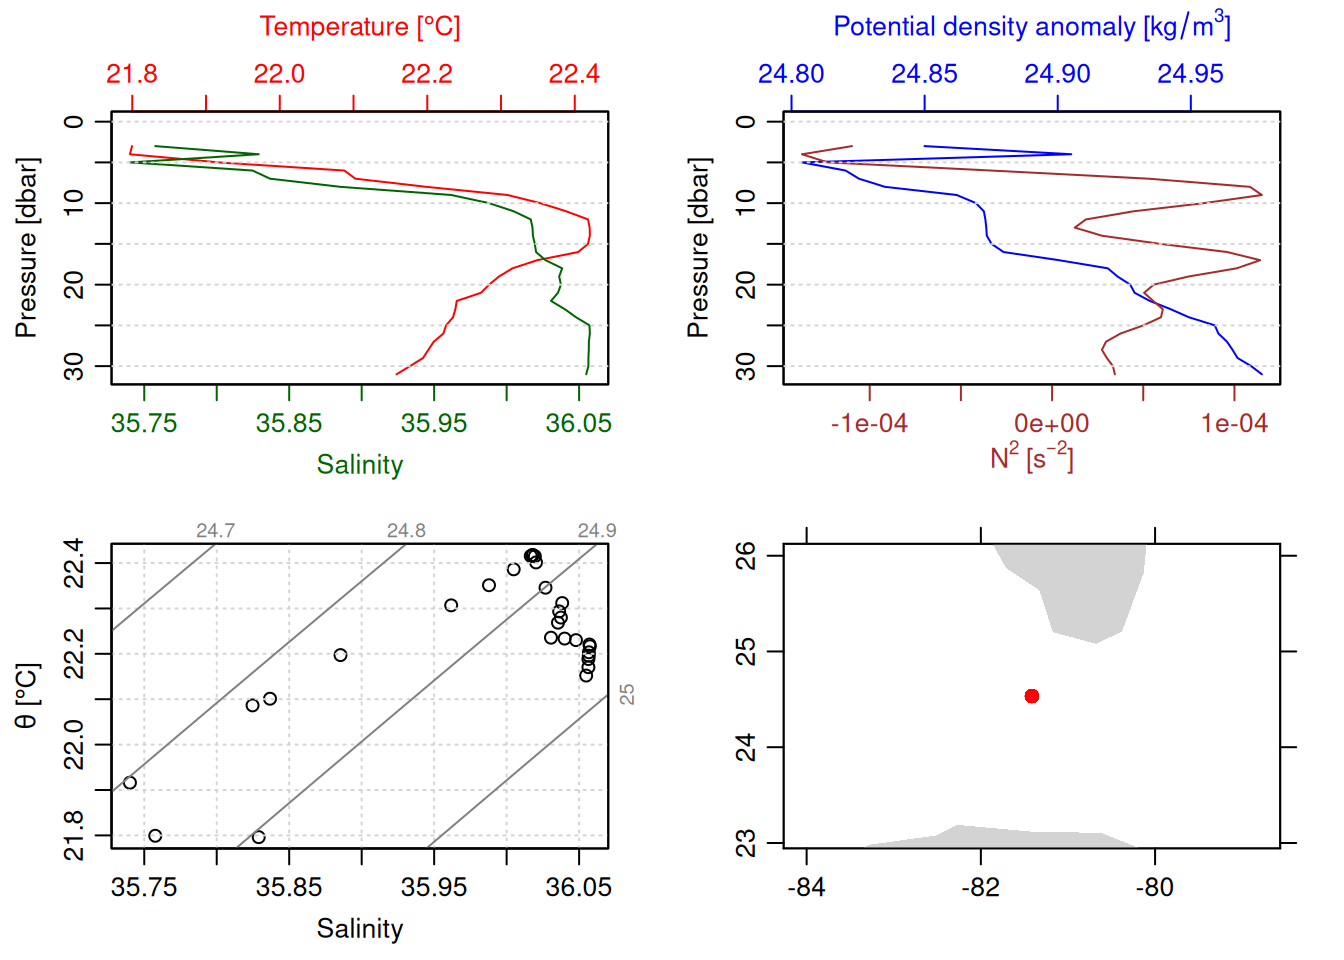 Temperature [°C]
21.8 22.0 22.2 22.4
Pressure [dbar]
0 10 20 30
35.75 35.85 35.95 36.05
Salinity
Potential density anomaly [kg/m³]
24.80 24.85 24.90 24.95
Pressure [dbar]
0 10 20 30
-1e-04 0e+00 1e-04
N² [s⁻²]
24.7 24.8 24.9
25
θ [°C]
22.4 22.2 22.0 21.8
35.75 35.85 35.95 36.05
Salinity
26 25 24 23
-84 -82 -80